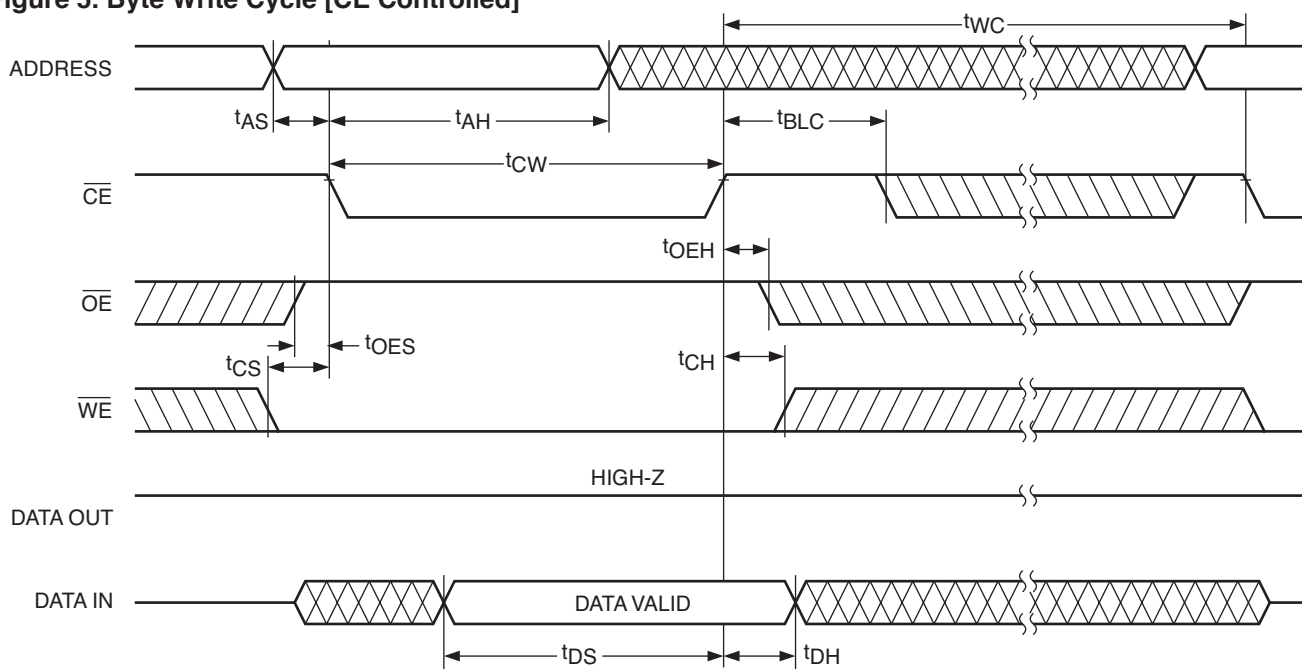 Figure 5. Byte Write Cycle [CE Controlled]
tWC
ADDRESS
tAS
tAH
tBLC
tCW
CE
tOEH
OE
tOES
tCS
tCH
WE
HIGH-Z
DATA OUT
DATA IN
DATA VALID
tDS
tDH